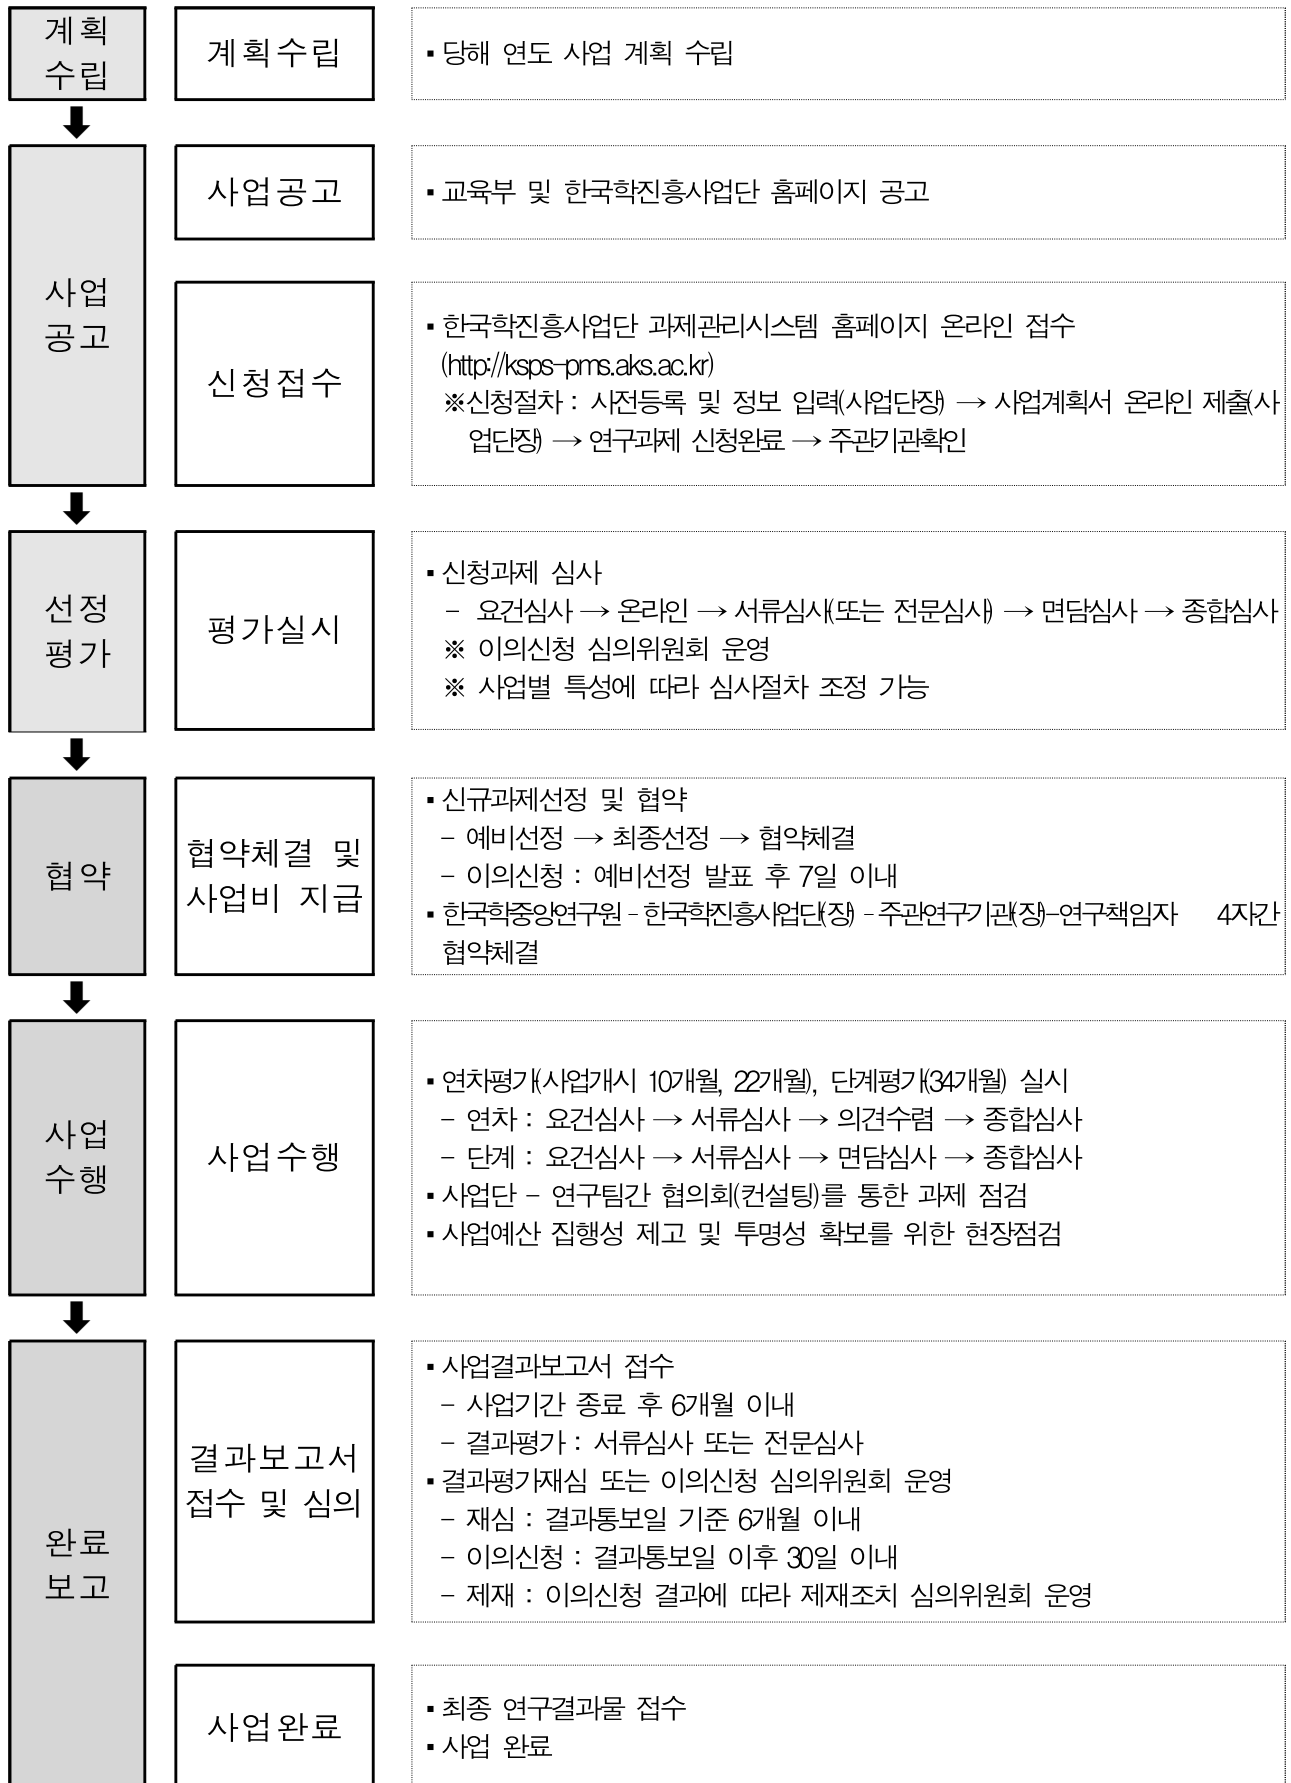 계획
수립
계획수립
▪ 당해 연도 사업 계획 수립
사업
공고
사업공고
▪ 교육부 및 한국학진흥사업단 홈페이지 공고
신청접수
▪ 한국학진흥사업단 과제관리시스템 홈페이지 온라인 접수
(http://ksps-pms.aks.ac.kr)
※신청절차 : 사전등록 및 정보 입력(사업단장) → 사업계획서 온라인 제출(사
업단장) → 연구과제 신청완료 → 주관기관확인
선정
평가
평가실시
▪ 신청과제 심사
- 요건심사 → 온라인 → 서류심사(또는 전문심사) → 면담심사 → 종합심사
※ 이의신청 심의위원회 운영
※ 사업별 특성에 따라 심사절차 조정 가능
협약
협약체결 및
사업비 지급
▪ 신규과제선정 및 협약
- 예비선정 → 최종선정 → 협약체결
- 이의신청 : 예비선정 발표 후 7일 이내
▪ 한국학중앙연구원 - 한국학진흥사업단(장) - 주관연구기관(장)-연구책임자 4자간
협약체결
사업
수행
사업수행
▪ 연차평가(사업개시 10개월, 22개월), 단계평가(34개월) 실시
- 연차 : 요건심사 → 서류심사 → 의견수렴 → 종합심사
- 단계 : 요건심사 → 서류심사 → 면담심사 → 종합심사
▪ 사업단 - 연구팀간 협의회(컨설팅)를 통한 과제 점검
▪ 사업예산 집행성 제고 및 투명성 확보를 위한 현장점검
완료
보고
결과보고서
접수 및 심의
▪ 사업결과보고서 접수
- 사업기간 종료 후 6개월 이내
- 결과평가 : 서류심사 또는 전문심사
▪ 결과평가재심 또는 이의신청 심의위원회 운영
- 재심 : 결과통보일 기준 6개월 이내
- 이의신청 : 결과통보일 이후 30일 이내
- 제재 : 이의신청 결과에 따라 제재조치 심의위원회 운영
사업완료
▪ 최종 연구결과물 접수
▪ 사업 완료